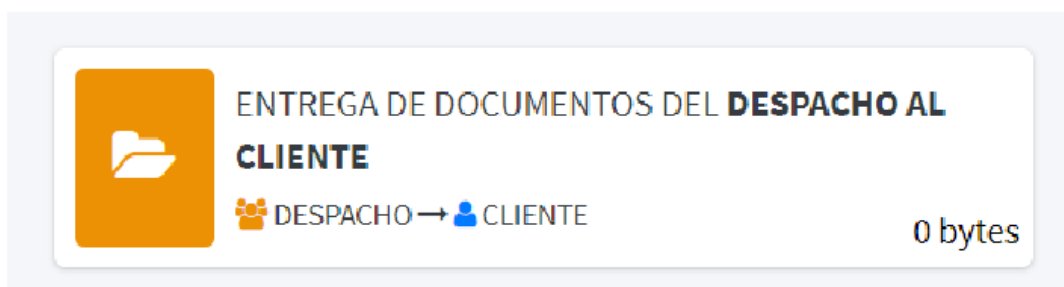 ENTREGA DE DOCUMENTOS DEL DESPACHO AL
CLIENTE
DESPACHO → CLIENTE
0 bytes